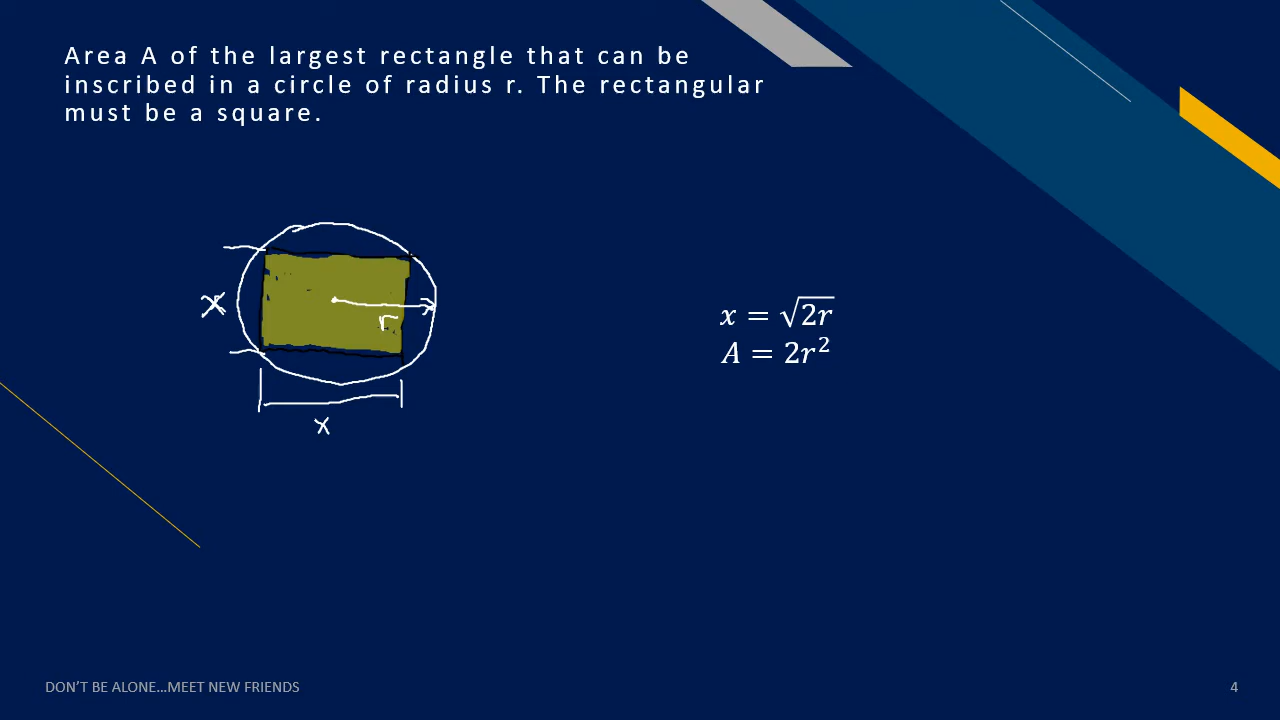 Area A of the largest rectangle that can be
inscribed in a circle of radius r. The rectangular
must be a square.
x
r
x
x = √2r
A = 2r²
DON'T BE ALONE…MEET NEW FRIENDS
4